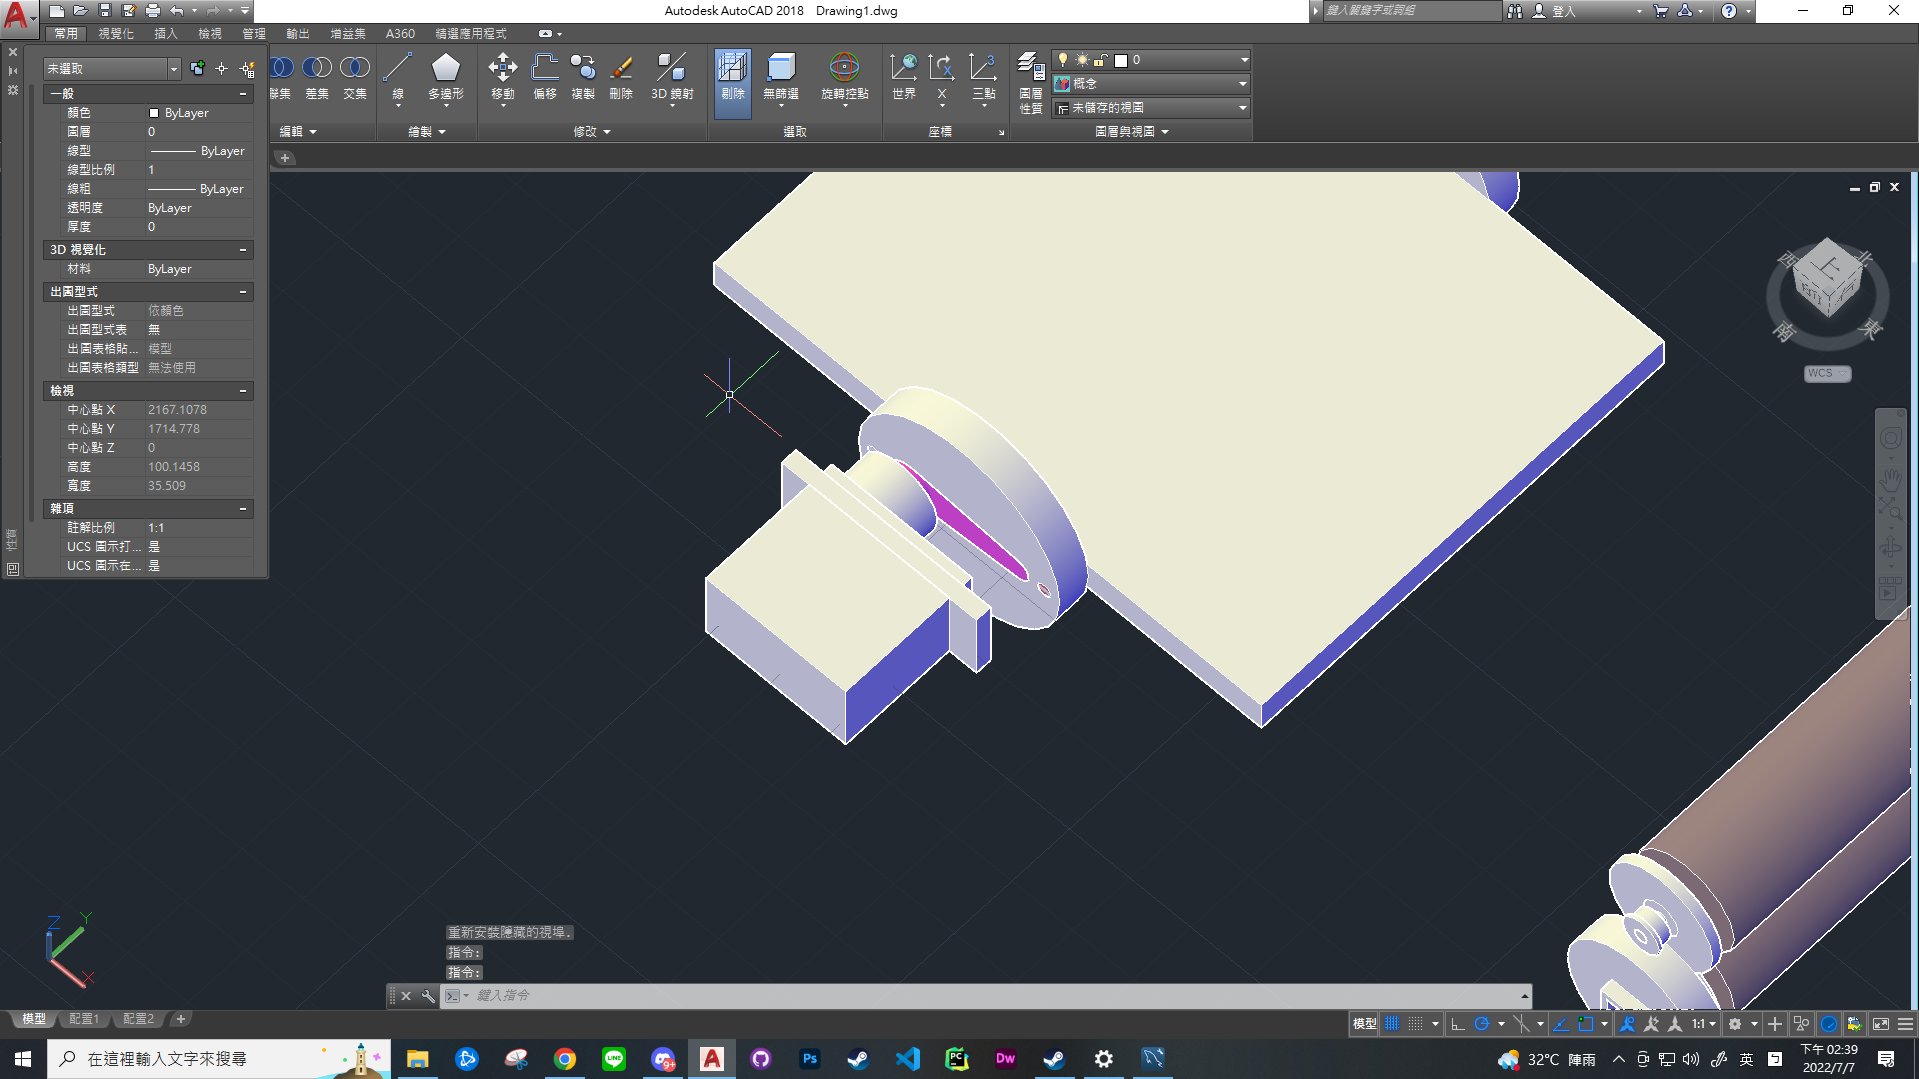 Autodesk AutoCAD 2018 Drawing1.dwg
鍵入關鍵字或詞組
登入
常用 視覺化 插入 檢視 管理 輸出 增益集 A360 精選應用程式
未選取
一般
顏色 ByLayer
圖層 0
線型 ByLayer
線型比例 1
線粗 ByLayer
透明度 ByLayer
厚度 0
3D 視覺化
材料 ByLayer
出圖型式
出圖型式 依顏色
出圖型式表 無
出圖表格貼... 模型
出圖表格類型 無法使用
檢視
中心點 X 2167.1078
中心點 Y 1714.778
中心點 Z 0
高度 100.1458
寬度 35.509
雜項
註解比例 1:1
UCS 圖示打... 是
UCS 圖示在... 是
性質
聯集 差集 交集
編輯
線 多邊形
繪製
移動 偏移 複製 刪除 3D 鏡射
修改
剔除 無篩選 旋轉控點
選取
世界 X 三點
座標
圖層
性質
0
概念
未儲存的視圖
圖層與視圖
西 北
上
南 東
WCS
Z Y
X
重新安裝隱藏的視埠.
指令:
指令:
鍵入指令
模型 配置1 配置2
模型 1:1
在這裡輸入文字來搜尋
LINE
9+
Ps
PC
Dw
32°C 陣雨
英
下午 02:39
2022/7/7